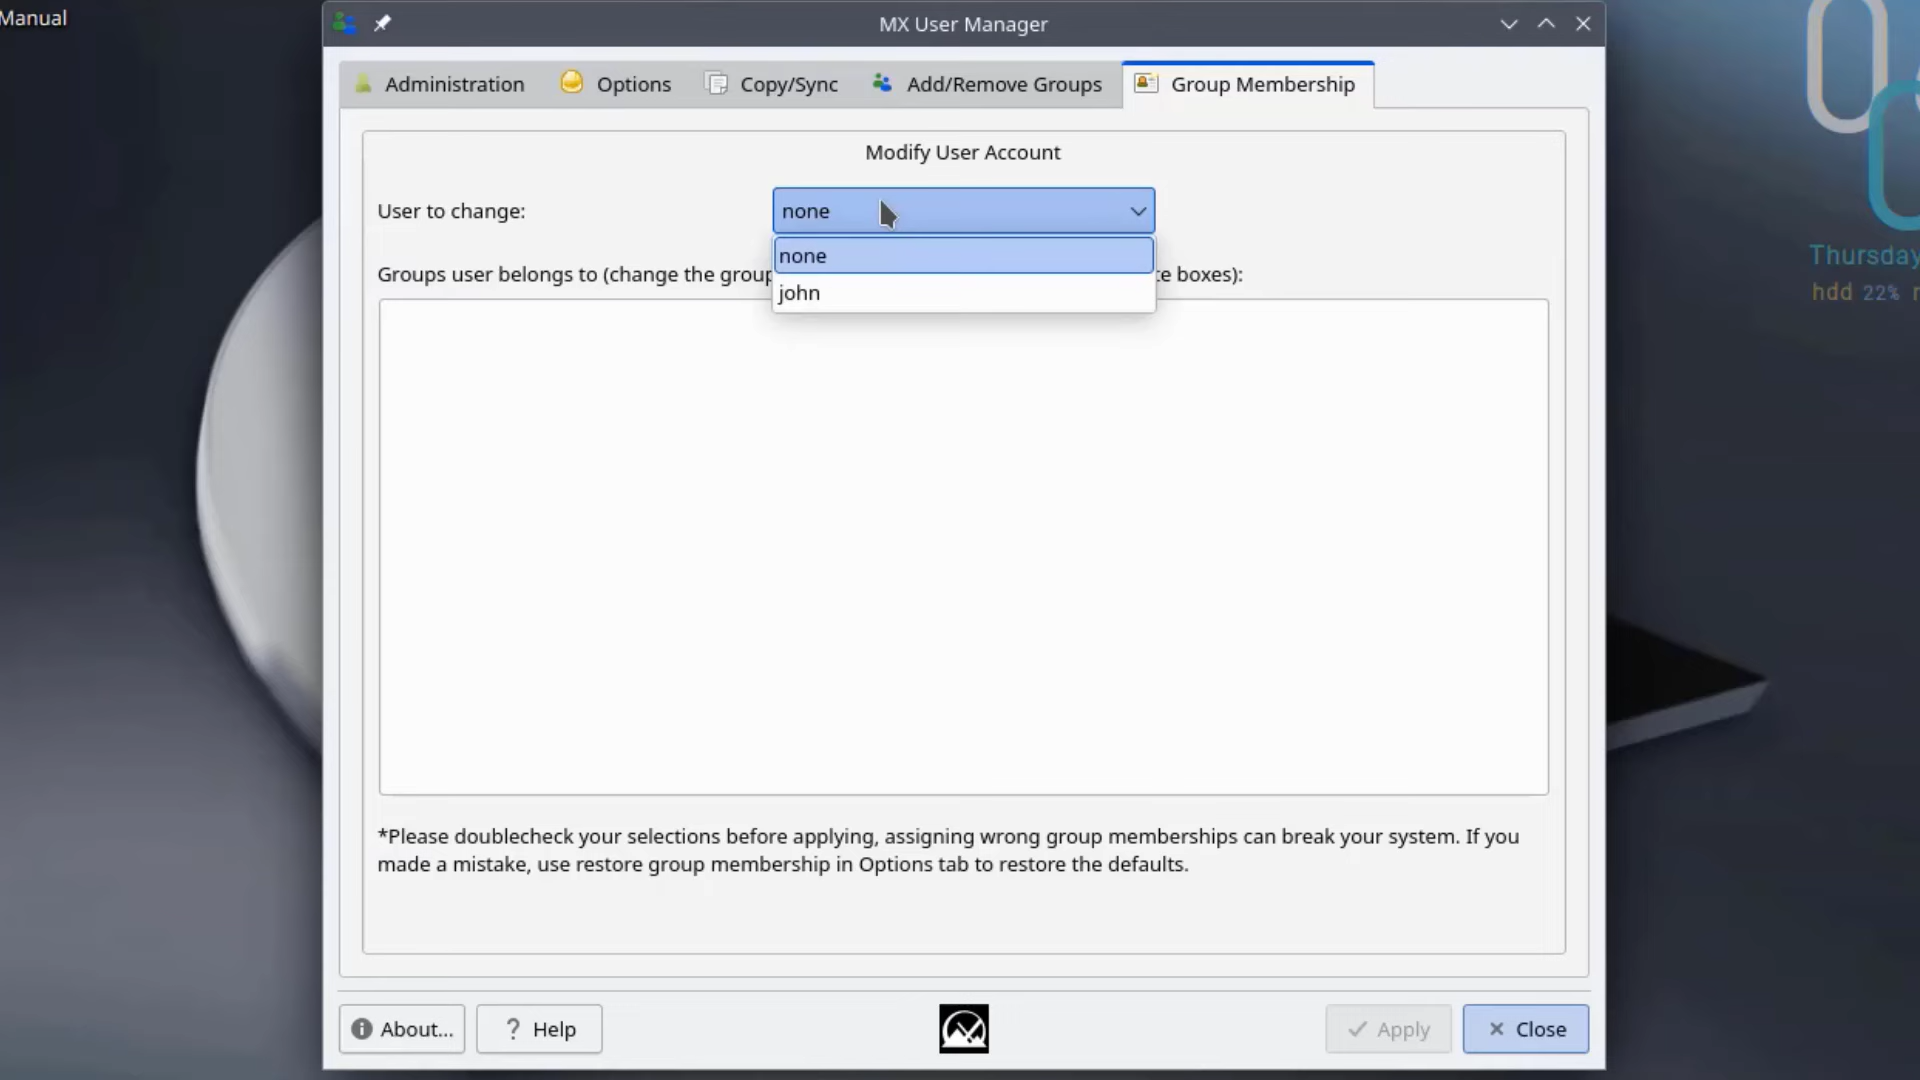 Manual
MX User Manager
Administration
Options
Copy/Sync
Add/Remove Groups
Group Membership
Modify User Account
User to change:
none
none
john
Groups user belongs to (change the
boxes):
*Please doublecheck your selections before applying, assigning wrong group memberships can break your system. If you
made a mistake, use restore group membership in Options tab to restore the defaults.
Thursday
hdd 22%
About...
? Help
Apply
Close